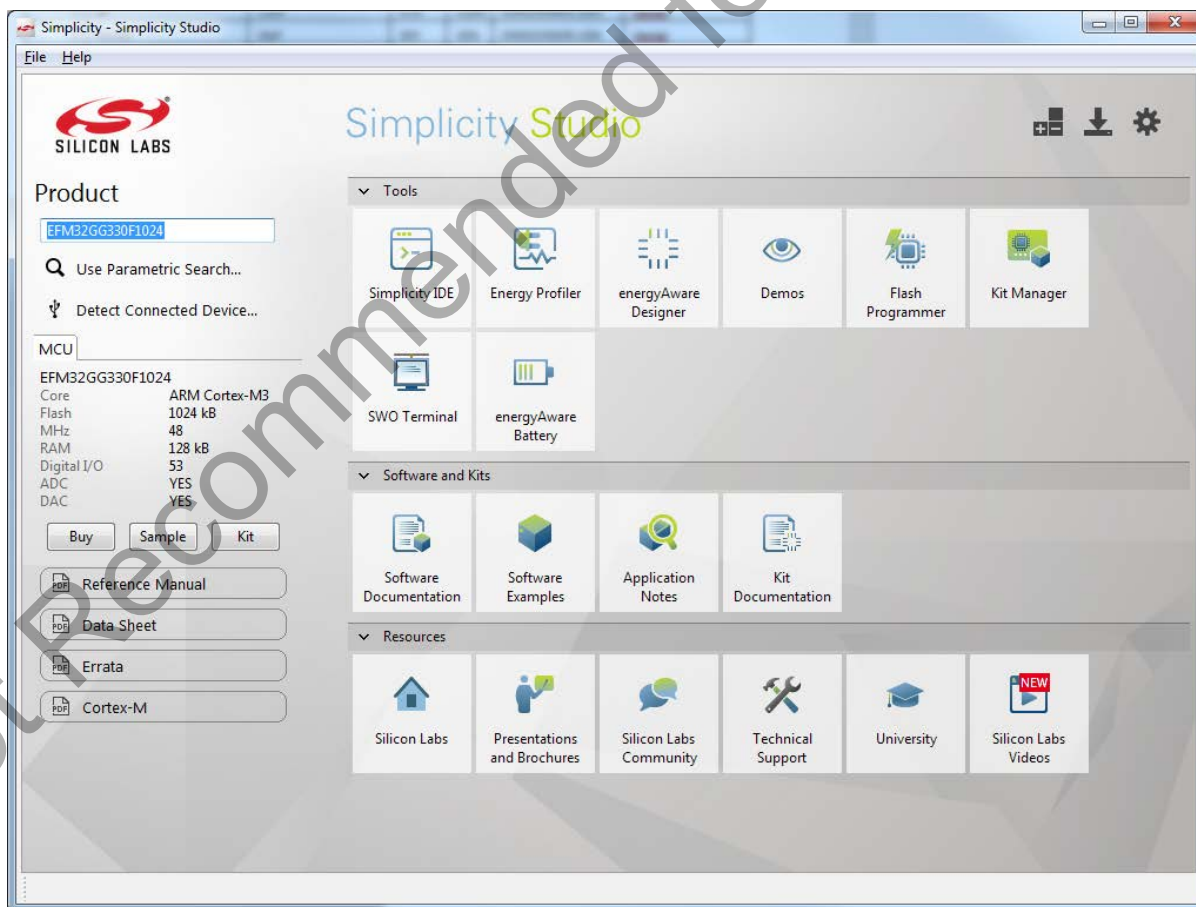 Simplicity - Simplicity Studio
File Help
SILICON LABS
Simplicity Studio
Product
EFM32GG330F1024
Use Parametric Search...
Detect Connected Device...
MCU
EFM32GG330F1024
Core ARM Cortex-M3
Flash 1024 kB
MHz 48
RAM 128 kB
Digital I/O 53
ADC YES
DAC YES
Buy Sample Kit
PDF Reference Manual
PDF Data Sheet
PDF Errata
PDF Cortex-M
Tools
Simplicity IDE
Energy Profiler
energyAware
Designer
Demos
Flash
Programmer
Kit Manager
SWO Terminal
energyAware
Battery
Software and Kits
Software
Documentation
Software
Examples
Application
Notes
Kit
Documentation
Resources
Silicon Labs
Presentations
and Brochures
Silicon Labs
Community
Technical
Support
University
NEW
Silicon Labs
Videos
Recommended